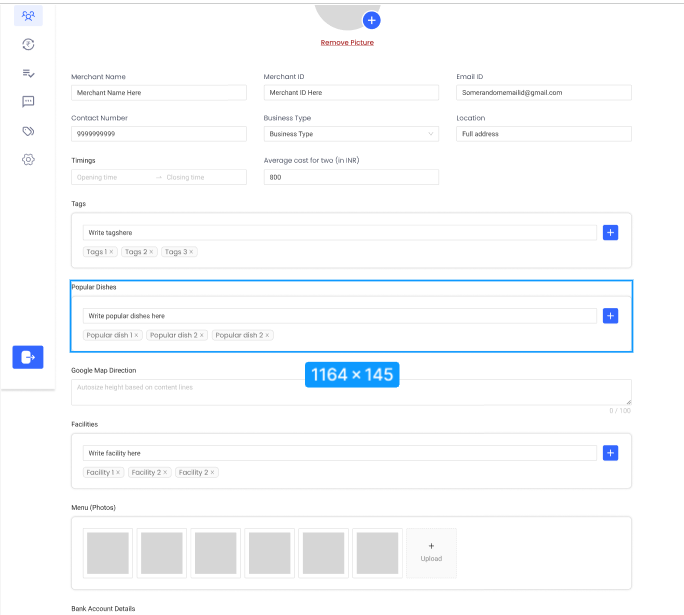 Remove Picture
Merchant Name Merchant ID Email ID
Merchant Name Here Merchant ID Here Somerandomemailid@gmail.com
Contact Number Business Type Location
9999999999 Business Type Full address
Timings Average cost for two (in INR)
Opening time → Closing time 800
Tags
Write tagshere
Tags 1 × Tags 2 × Tags 3 ×
Popular Dishes
Write popular dishes here
Popular dish 1 × Popular dish 2 × Popular dish 2 ×
Google Map Direction
1164 × 145
Autosize height based on content lines
0 / 100
Facilities
Write facility here
Facility 1 × Facility 2 × Facility 2 ×
Menu (Photos)
+
Upload
Bank Account Details